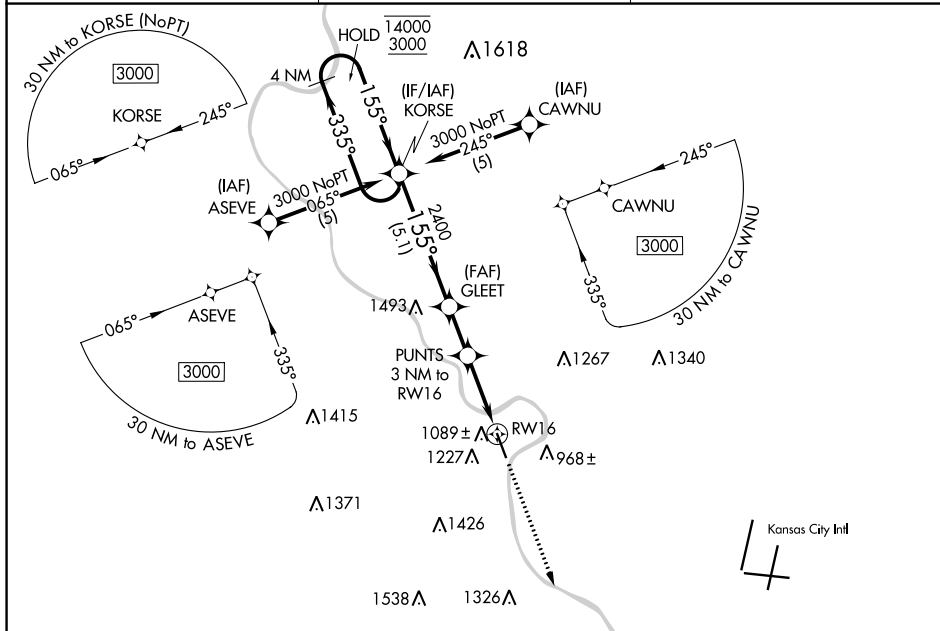 30 NM to KORSE (NoPT)
3000
KORSE
065°
245°
HOLD
14000
3000
1618
4 NM
155°
335°
(IF/IAF)
KORSE
(IAF)
CAWNU
3000 NoPT
245°
(5)
(IAF)
ASEVE
3000 NoPT
065°
(5)
2400
155°
(5.1)
245°
CAWNU
3000
335°
30 NM to CAWNU
(FAF)
GLEET
1493
065°
ASEVE
3000
335°
30 NM to ASEVE
PUNTS
3 NM to
RW16
1267
1340
1415
1089±
RW16
1227
968±
1371
1426
Kansas City Intl
1538
1326